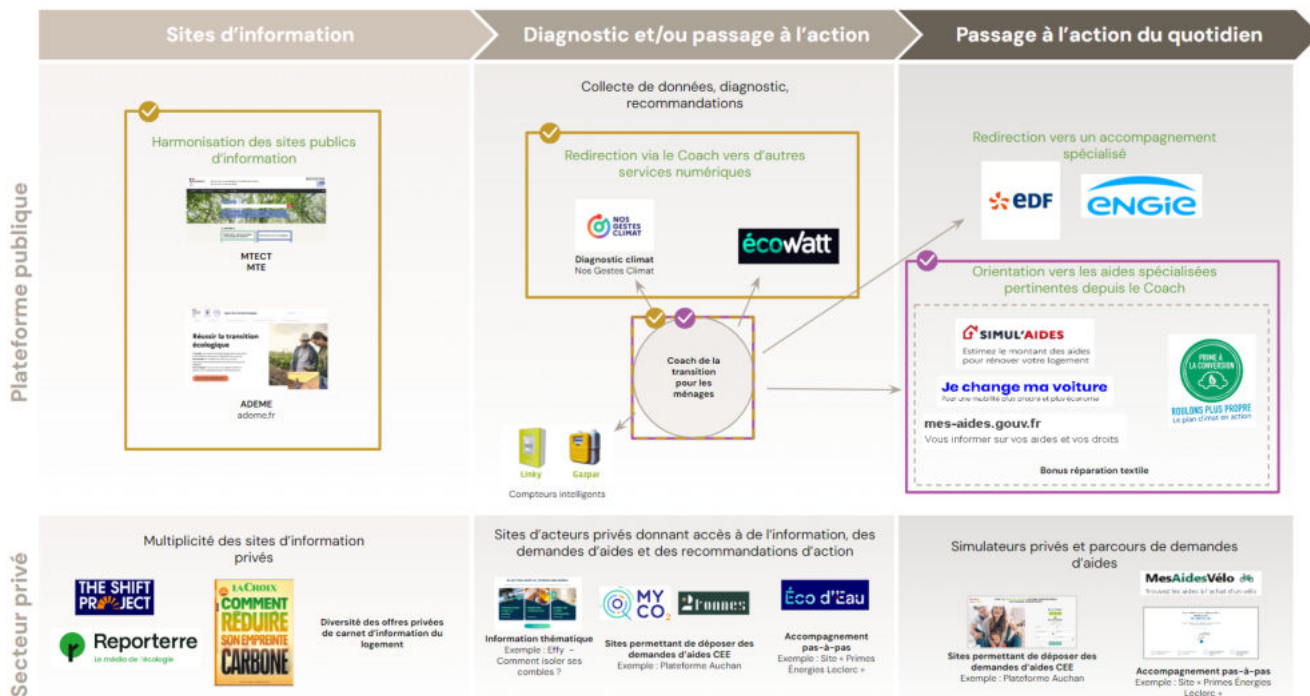 Sites d'information
Diagnostic et/ou passage à l'action
Passage à l'action du quotidien
Plateforme publique
Harmonisation des sites publics
d'information
MTECT
MTE
Réussir la transition
écologique
ADEME
ademe.fr
Collecte de données, diagnostic,
recommandations
Redirection via le Coach vers d'autres
services numériques
NOS
GESTES
CLIMAT
Diagnostic climat
Nos Gestes Climat
écowatt
Coach de la
transition
pour les
ménages
Linky
Gazpar
Compteurs intelligents
Redirection vers un accompagnement
spécialisé
eDF
ENGIE
Orientation vers les aides spécialisées
pertinentes depuis le Coach
SIMUL'AIDES
Estimez le montant des aides
pour rénover votre logement
Je change ma voiture
Pour une mobilité plus propre et plus économe
mes-aides.gouv.fr
Vous informer sur vos aides et vos droits
PRIME À
LA CONVERSION
ROULONS PLUS PROPRE
Le plan climat en action
Bonus réparation textile
Secteur privé
Multiplicité des sites d'information
privés
THE SHIFT
PROJECT
Reporterre
Le média de l'écologie
LA CROIX
COMMENT
RÉDUIRE
SON EMPREINTE
CARBONE
Diversité des offres privées
de carnet d'information du
logement
Sites d'acteurs privés donnant accès à de l'information, des
demandes d'aides et des recommandations d'action
Information thématique
Exemple : Effy –
Comment isoler ses
combles ?
MY
CO2
2tonnes
Sites permettant de déposer des
demandes d'aides CEE
Exemple : Plateforme Auchan
Éco d'Eau
Accompagnement
pas-à-pas
Exemple : Site « Primes
Énergies Leclerc »
Simulateurs privés et parcours de demandes
d'aides
Sites permettant de déposer des
demandes d'aides CEE
Exemple : Plateforme Auchan
MesAidesVélo
Trouvez les aides à l'achat d'un vélo
Accompagnement pas-à-pas
Exemple : Site « Primes Énergies
Leclerc »